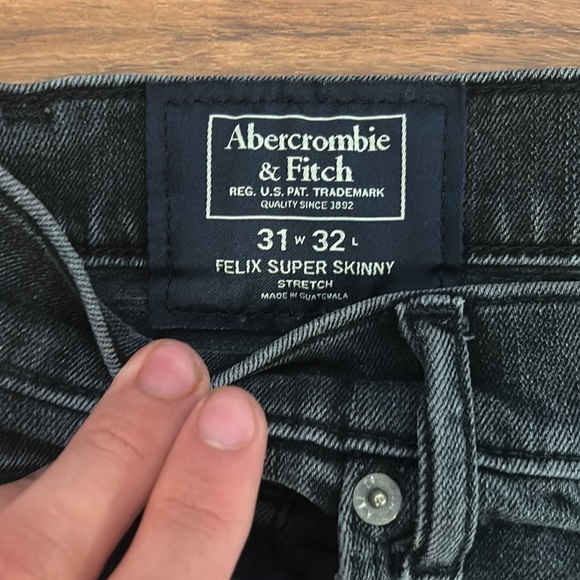 Abercrombie
& Fitch
REG. U.S. PAT. TRADEMARK
QUALITY SINCE 1892
31 W 32 L
FELIX SUPER SKINNY
STRETCH
MADE IN GUATEMALA